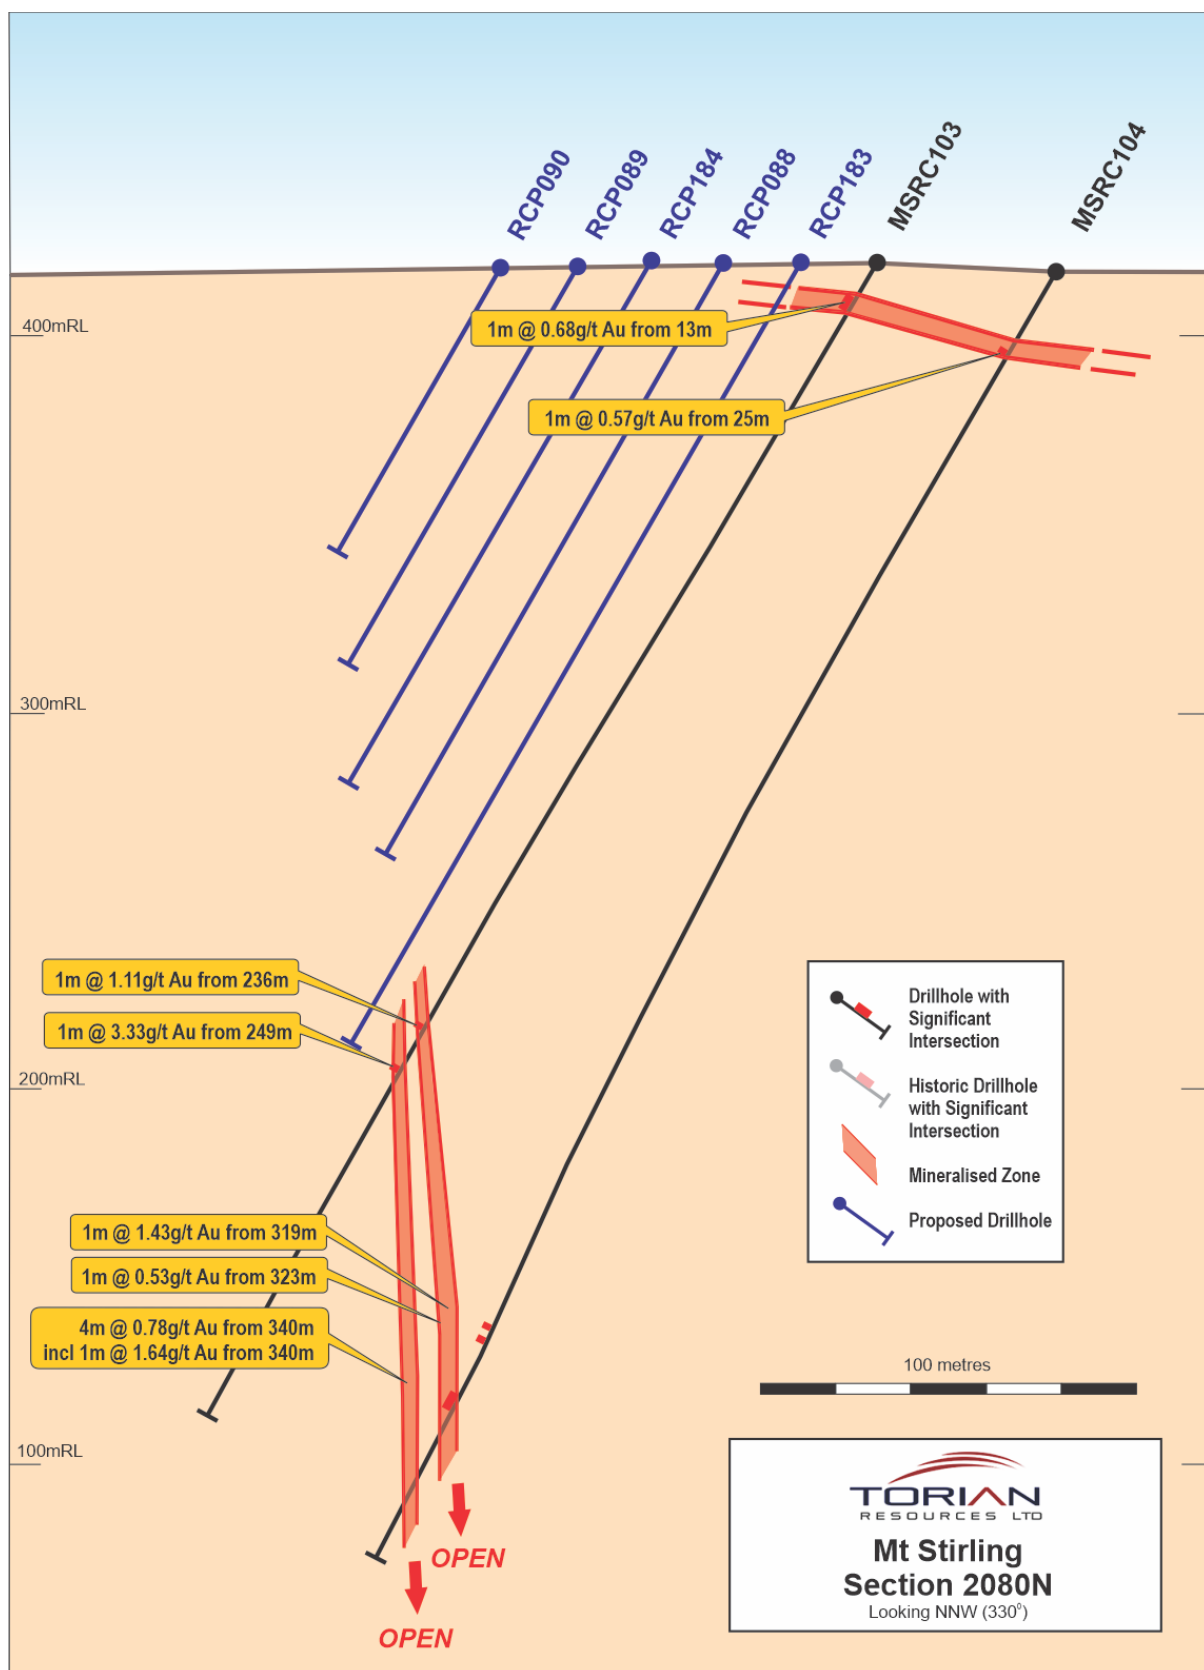 RCP090
RCP089
RCP184
RCP088
RCP183
MSRC103
MSRC104
400mRL
1m @ 0.68g/t Au from 13m
1m @ 0.57g/t Au from 25m
300mRL
1m @ 1.11g/t Au from 236m
1m @ 3.33g/t Au from 249m
200mRL
Drillhole with
Significant
Intersection
Historic Drillhole
with Significant
Intersection
Mineralised Zone
Proposed Drillhole
1m @ 1.43g/t Au from 319m
1m @ 0.53g/t Au from 323m
4m @ 0.78g/t Au from 340m
incl 1m @ 1.64g/t Au from 340m
100 metres
100mRL
OPEN
OPEN
TORIAN
RESOURCES LTD
Mt Stirling
Section 2080N
Looking NNW (330⁰)